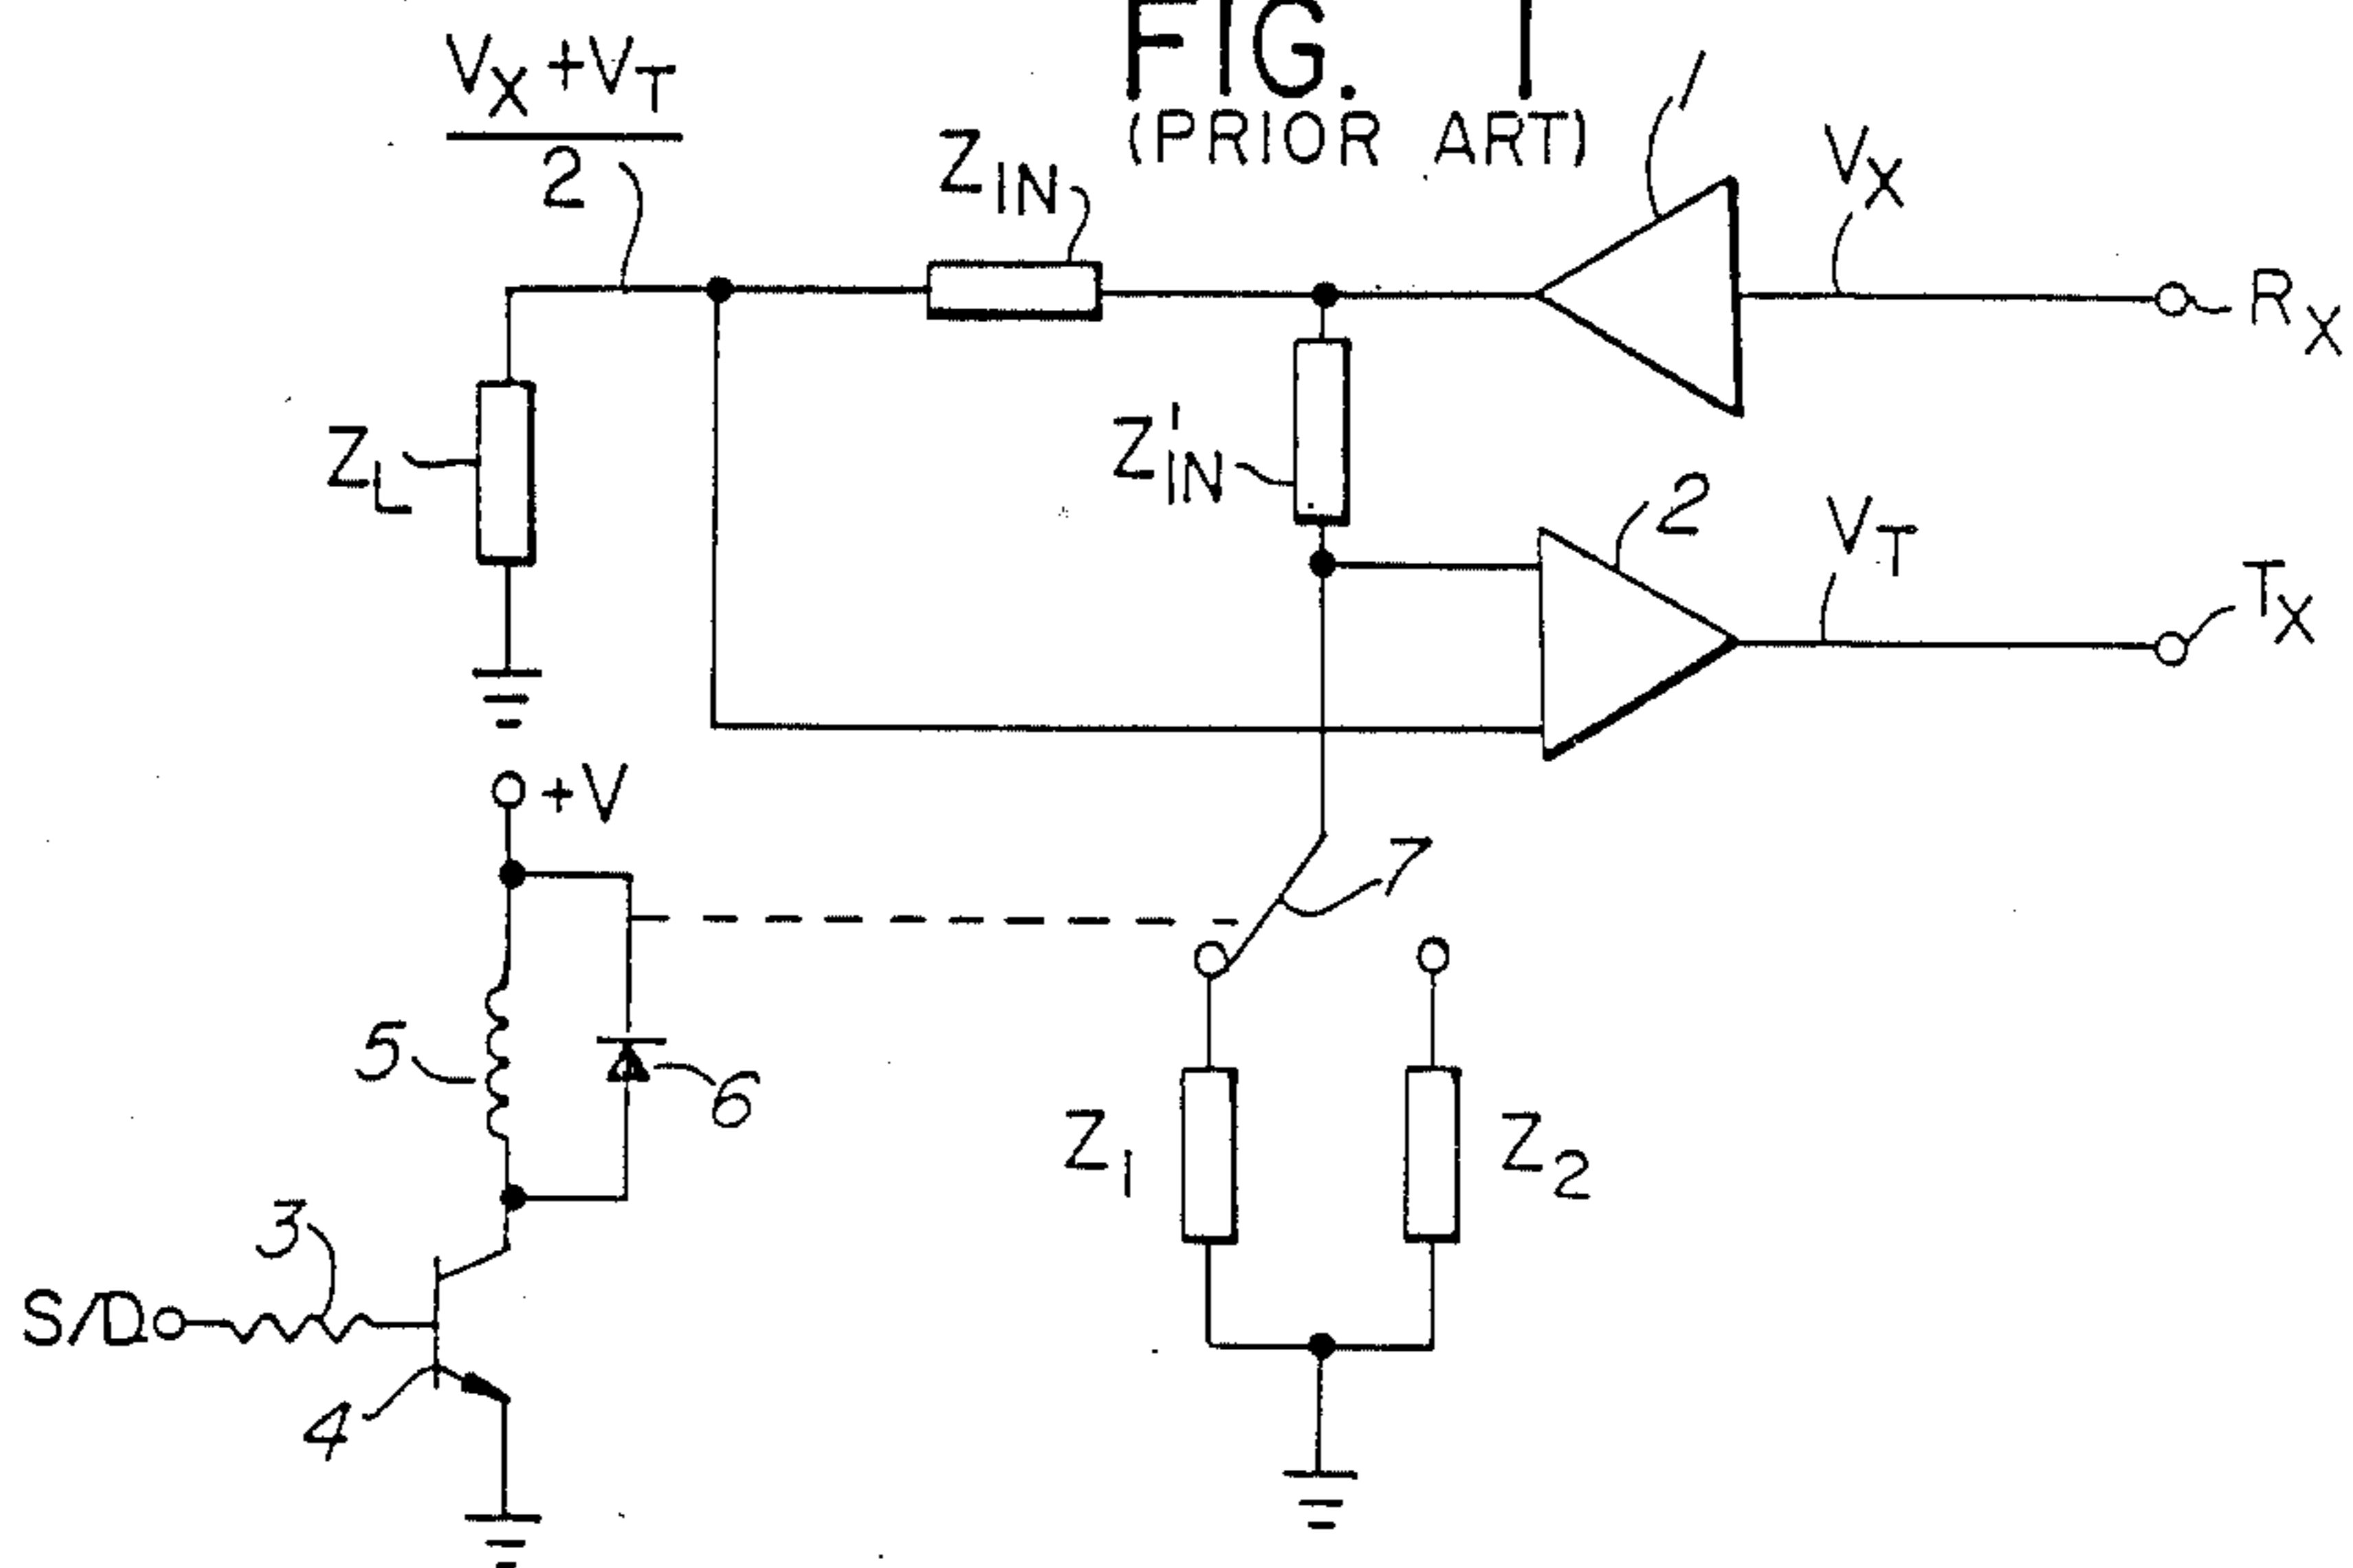 FIG. 1
(PRIOR ART)
V_X + V_T
2
Z_IN
1
V_X
R_X
Z_L
Z'_IN
2
V_T
T_X
+V
7
5
6
Z_1
Z_2
3
S/D
4